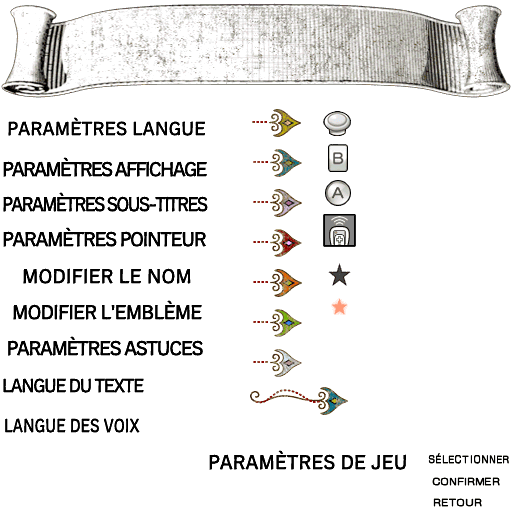 PARAMÈTRES LANGUE
PARAMÈTRES AFFICHAGE
B
PARAMÈTRES SOUS-TITRES
A
PARAMÈTRES POINTEUR
MODIFIER LE NOM
MODIFIER L'EMBLÈME
PARAMÈTRES ASTUCES
LANGUE DU TEXTE
LANGUE DES VOIX
PARAMÈTRES DE JEU
SÉLECTIONNER
CONFIRMER
RETOUR